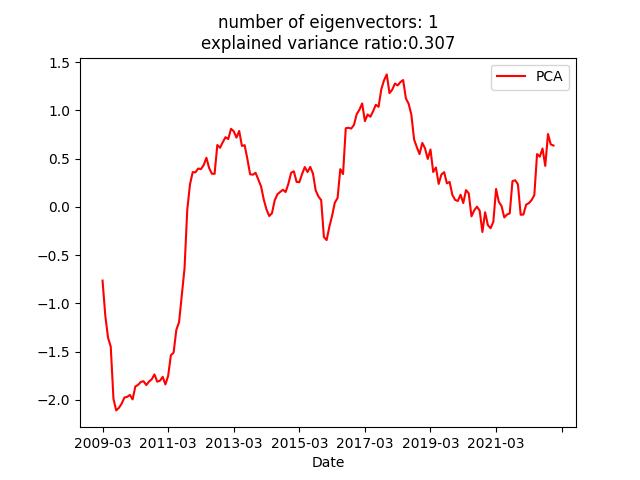 number of eigenvectors: 1
explained variance ratio:0.307
PCA
1.5
1.0
0.5
0.0
−0.5
−1.0
−1.5
−2.0
2009-03 2011-03 2013-03 2015-03 2017-03 2019-03 2021-03
Date